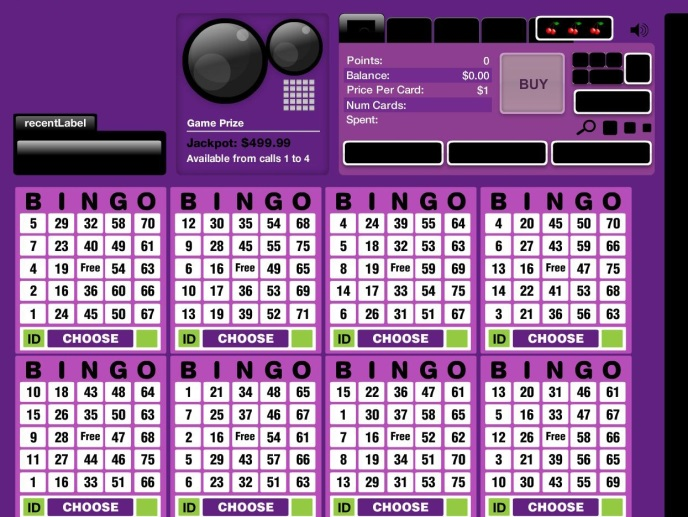 Points: 0
Balance: $0.00
Price Per Card: $1
Num Cards:
Spent:
BUY
recentLabel
Game Prize
Jackpot: $499.99
Available from calls 1 to 4
B I N G O B I N G O B I N G O B I N G O
5 29 32 58 70 12 30 35 54 68 4 24 39 55 64 4 20 45 50 70
7 23 40 49 61 9 28 45 55 75 5 18 32 53 63 6 27 43 59 66
4 19 Free 54 63 6 16 Free 49 65 8 19 Free 59 69 13 16 Free 47 75
2 16 36 60 66 10 17 36 53 69 14 17 33 54 75 14 22 41 53 68
1 24 45 50 67 13 19 39 52 71 6 26 31 51 67 3 21 36 56 63
ID CHOOSE ID CHOOSE ID CHOOSE ID CHOOSE
B I N G O B I N G O B I N G O B I N G O
10 18 43 48 64 1 21 34 48 65 15 22 36 47 61 13 20 31 46 61
15 26 35 50 63 7 25 37 46 67 1 30 37 58 65 5 16 33 47 67
9 28 Free 47 68 2 16 Free 54 61 7 16 Free 52 62 12 26 Free 58 66
11 27 44 46 75 5 29 43 57 66 8 19 34 51 70 3 21 39 56 65
1 16 33 51 66 6 23 32 51 63 13 29 31 54 75 10 30 43 55 69
ID CHOOSE ID CHOOSE ID CHOOSE ID CHOOSE